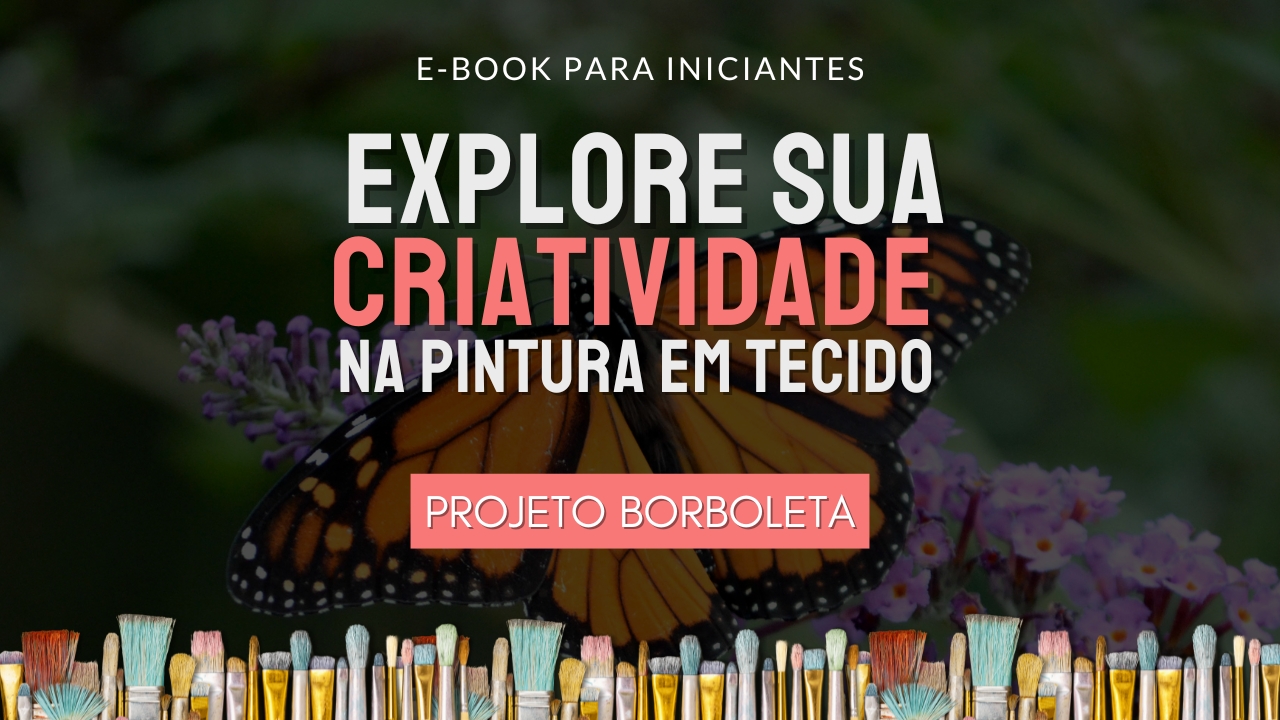 E-BOOK PARA INICIANTES
EXPLORE SUA
CRIATIVIDADE
NA PINTURA EM TECIDO
PROJETO BORBOLETA